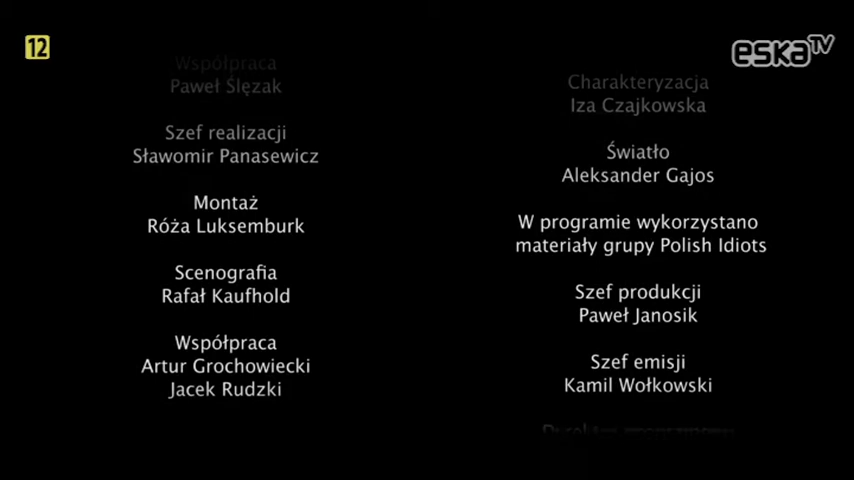 12
eska TV
Współpraca
Paweł Ślęzak
Szef realizacji
Sławomir Panasewicz
Montaż
Róża Luksemburk
Scenografia
Rafał Kaufhold
Współpraca
Artur Grochowiecki
Jacek Rudzki
Charakteryzacja
Iza Czajkowska
Światło
Aleksander Gajos
W programie wykorzystano
materiały grupy Polish Idiots
Szef produkcji
Paweł Janosik
Szef emisji
Kamil Wołkowski